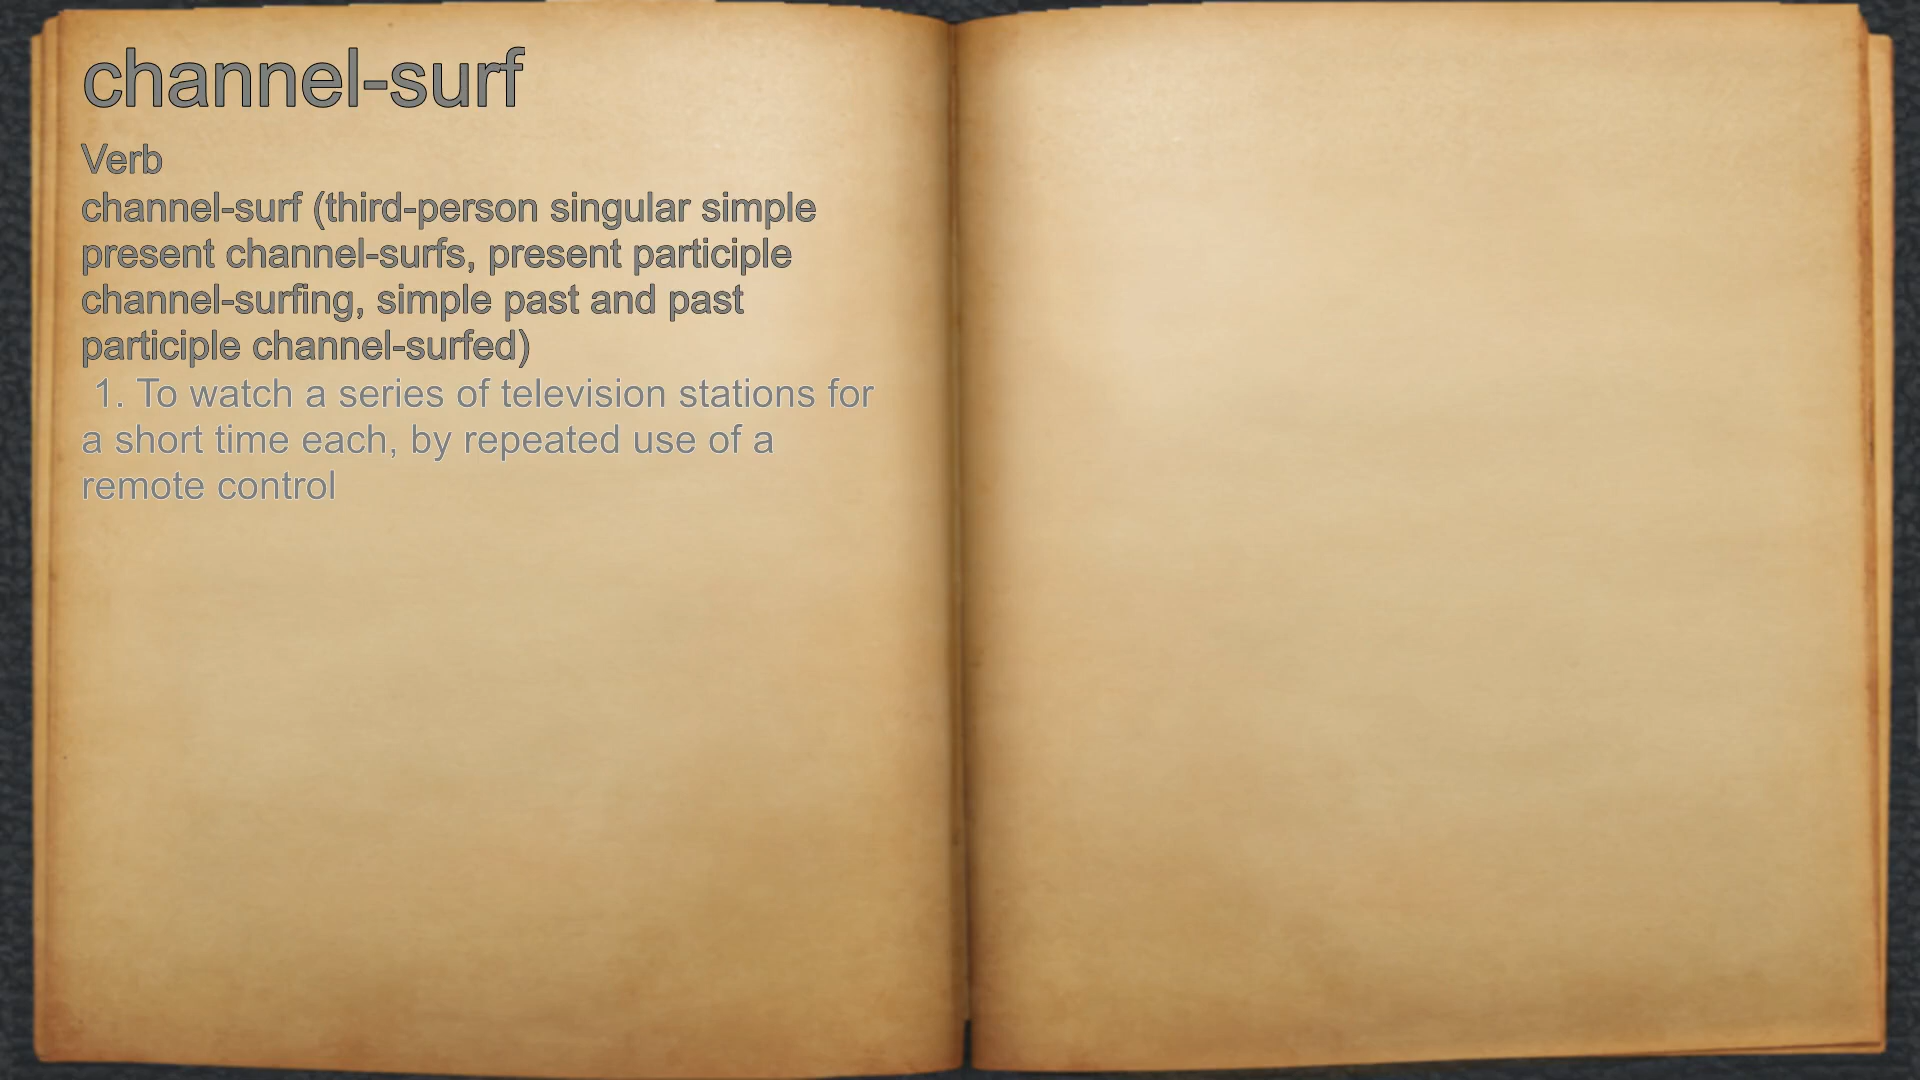 channel-surf
Verb
channel-surf (third-person singular simple
present channel-surfs, present participle
channel-surfing, simple past and past
participle channel-surfed)
1. To watch a series of television stations for
a short time each, by repeated use of a
remote control